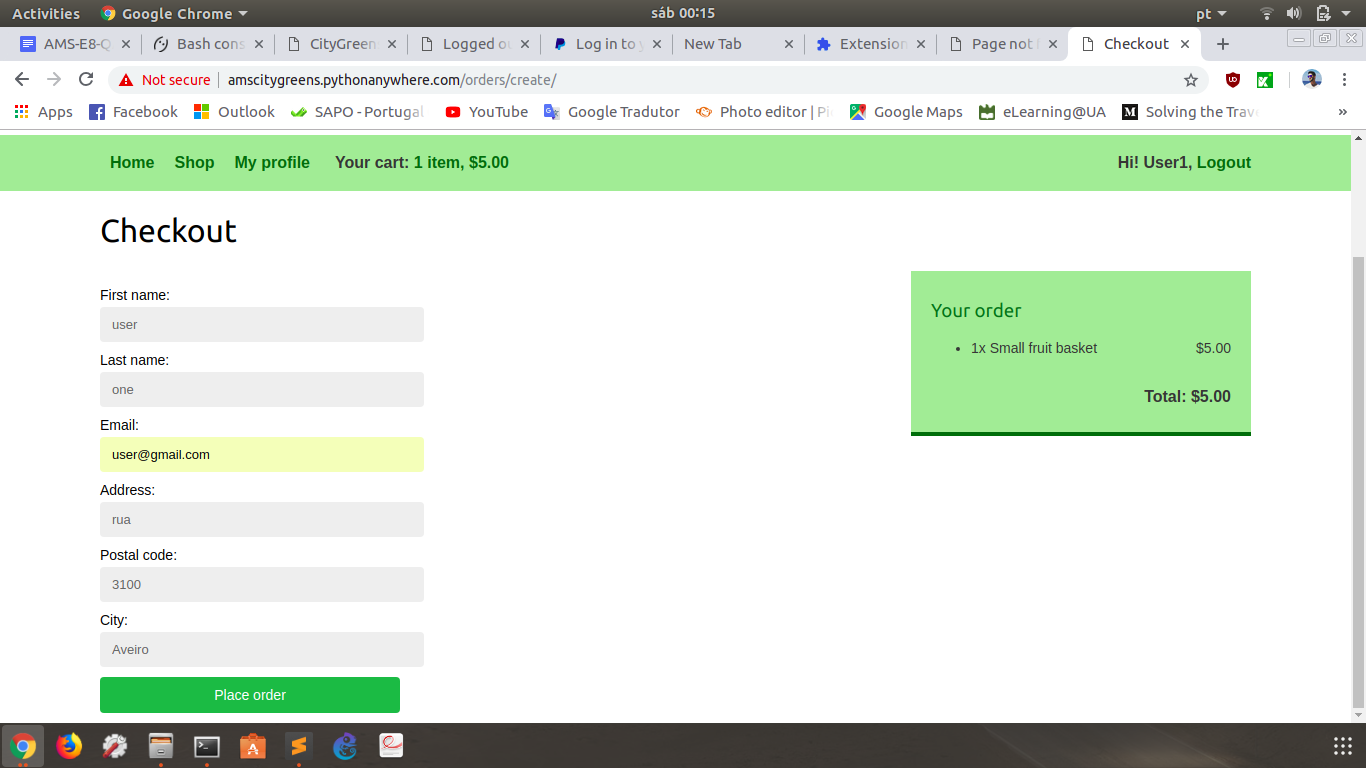 Activities Google Chrome sáb 00:15 pt
AMS-E8-Q Bash cons CityGreen Logged ou Log in to y New Tab Extension Page not f Checkout
Not secure amscitygreens.pythonanywhere.com/orders/create/
Apps Facebook Outlook SAPO - Portugal YouTube Google Tradutor Photo editor | Pi Google Maps eLearning@UA M Solving the Trave »
Home Shop My profile Your cart: 1 item, $5.00 Hi! User1, Logout
Checkout
First name:
user
Last name:
one
Email:
user@gmail.com
Address:
rua
Postal code:
3100
City:
Aveiro
Place order
Your order
• 1x Small fruit basket $5.00
Total: $5.00